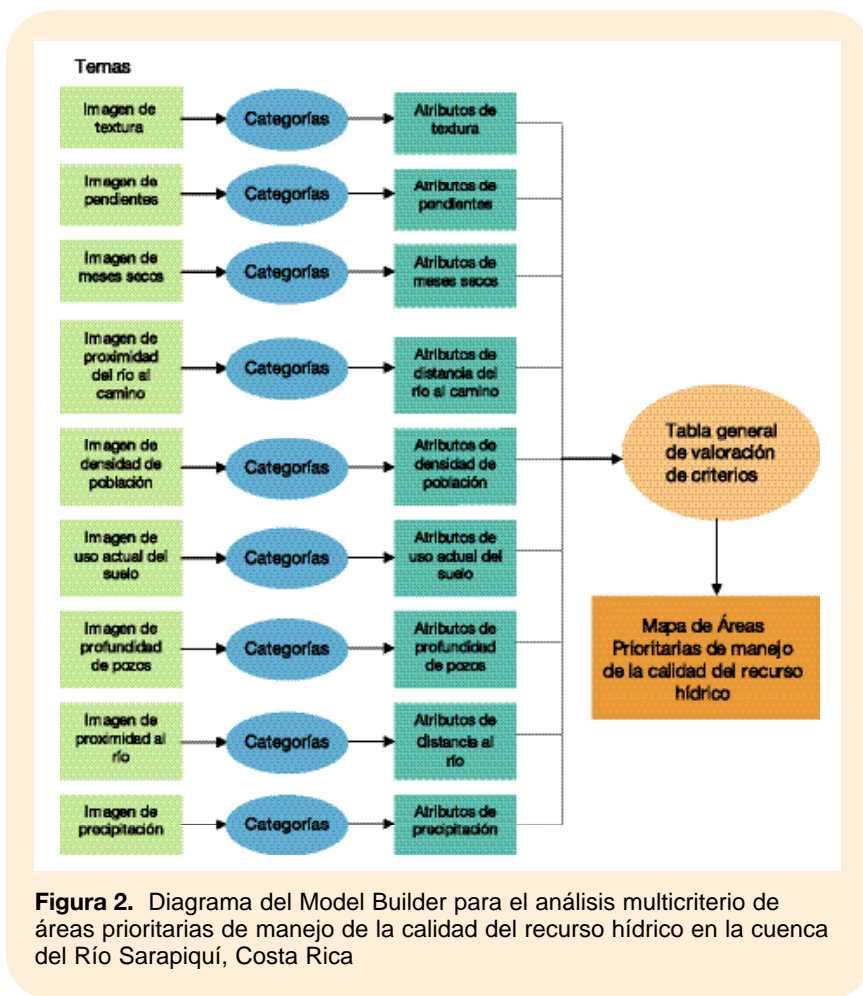 Temas
Imagen de
textura
Categorías
Atributos de
textura
Imagen de
pendientes
Categorías
Atributos de
pendientes
Imagen de
meses secos
Categorías
Atributos de
meses secos
Imagen de
proximidad
del río al
camino
Categorías
Atributos de
distancia del
río al camino
Imagen de
densidad de
población
Categorías
Atributos de
densidad de
población
Imagen de
uso actual del
suelo
Categorías
Atributos de
uso actual del
suelo
Imagen de
profundidad
de pozos
Categorías
Atributos de
profundidad
de pozos
Imagen de
proximidad al
río
Categorías
Atributos de
distancia al
río
Imagen de
precipitación
Categorías
Atributos de
precipitación
Tabla general
de valoración
de criterios
Mapa de Áreas
Prioritarias de manejo
de la calidad del recurso
hídrico
Figura 2. Diagrama del Model Builder para el análisis multicriterio de
áreas prioritarias de manejo de la calidad del recurso hídrico en la cuenca
del Río Sarapiquí, Costa Rica